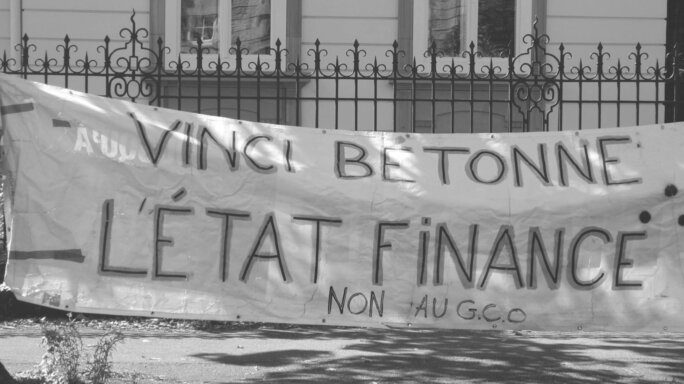 VINCI BETONNE
L'ÉTAT FiNANCE
NON AU G.C.O